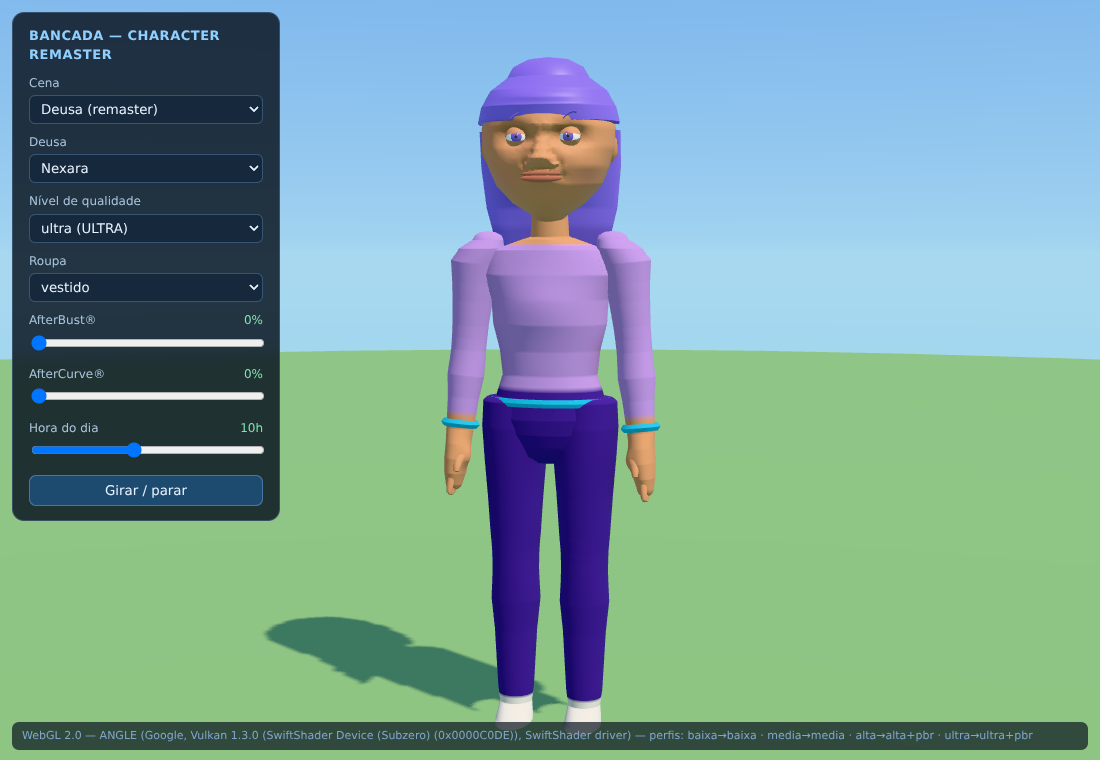 BANCADA — CHARACTER
REMASTER
Cena
Deusa (remaster)
Deusa
Nexara
Nível de qualidade
ultra (ULTRA)
Roupa
vestido
AfterBust® 0%
AfterCurve® 0%
Hora do dia 10h
Girar / parar
WebGL 2.0 — ANGLE (Google, Vulkan 1.3.0 (SwiftShader Device (Subzero) (0x0000C0DE)), SwiftShader driver) — perfis: baixa→baixa · media→media · alta→alta+pbr · ultra→ultra+pbr